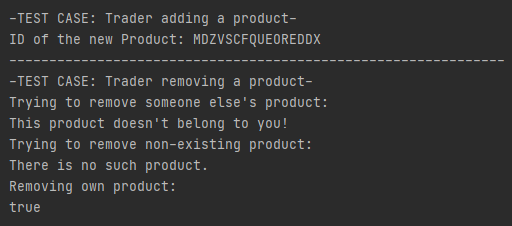 -TEST CASE: Trader adding a product-
ID of the new Product: MDZVSCFQUEOREDDX
--------------------------------------------------------------
-TEST CASE: Trader removing a product-
Trying to remove someone else's product:
This product doesn't belong to you!
Trying to remove non-existing product:
There is no such product.
Removing own product:
true